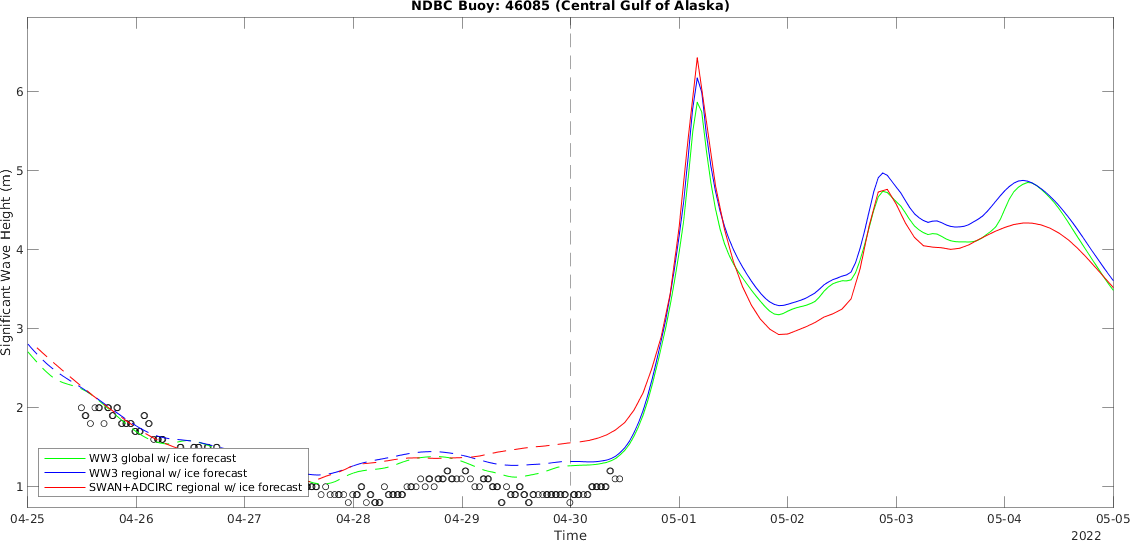 NDBC Buoy: 46085 (Central Gulf of Alaska)
Significant Wave Height (m)
6
5
4
3
2
1
WW3 global w/ ice forecast
WW3 regional w/ ice forecast
SWAN+ADCIRC regional w/ ice forecast
04-25 04-26 04-27 04-28 04-29 04-30 05-01 05-02 05-03 05-04 05-05
Time
2022